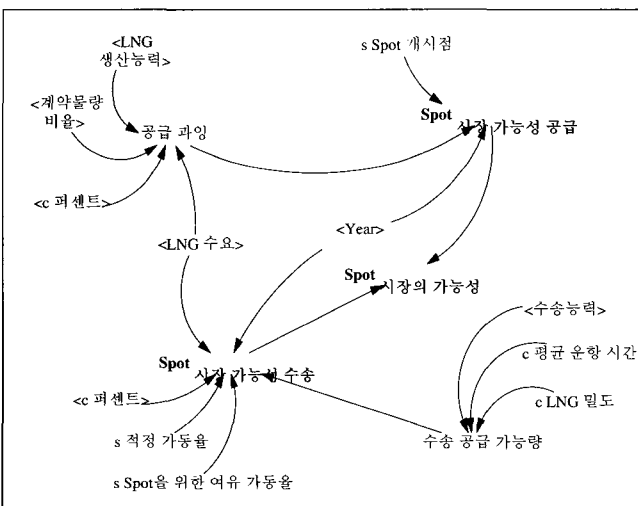 <LNG
생산능력>
s Spot 개시점
<계약물량
비율>
공급 과잉
Spot
시장 가능성 공급
<c 퍼센트>
<LNG 수요>
<Year>
Spot
시장의 가능성
<수송능력>
Spot
시장 가능성 수송
c 평균 운항 시간
<c 퍼센트>
c LNG 밀도
s 적정 가동율
수송 공급 가능량
s Spot을 위한 여유 가동율